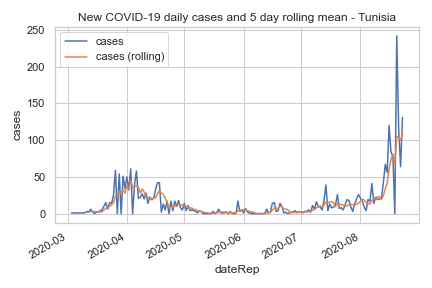 New COVID-19 daily cases and 5 day rolling mean - Tunisia
cases
cases (rolling)
250
200
150
100
50
0
cases
2020-03
2020-04
2020-05
2020-06
2020-07
2020-08
dateRep